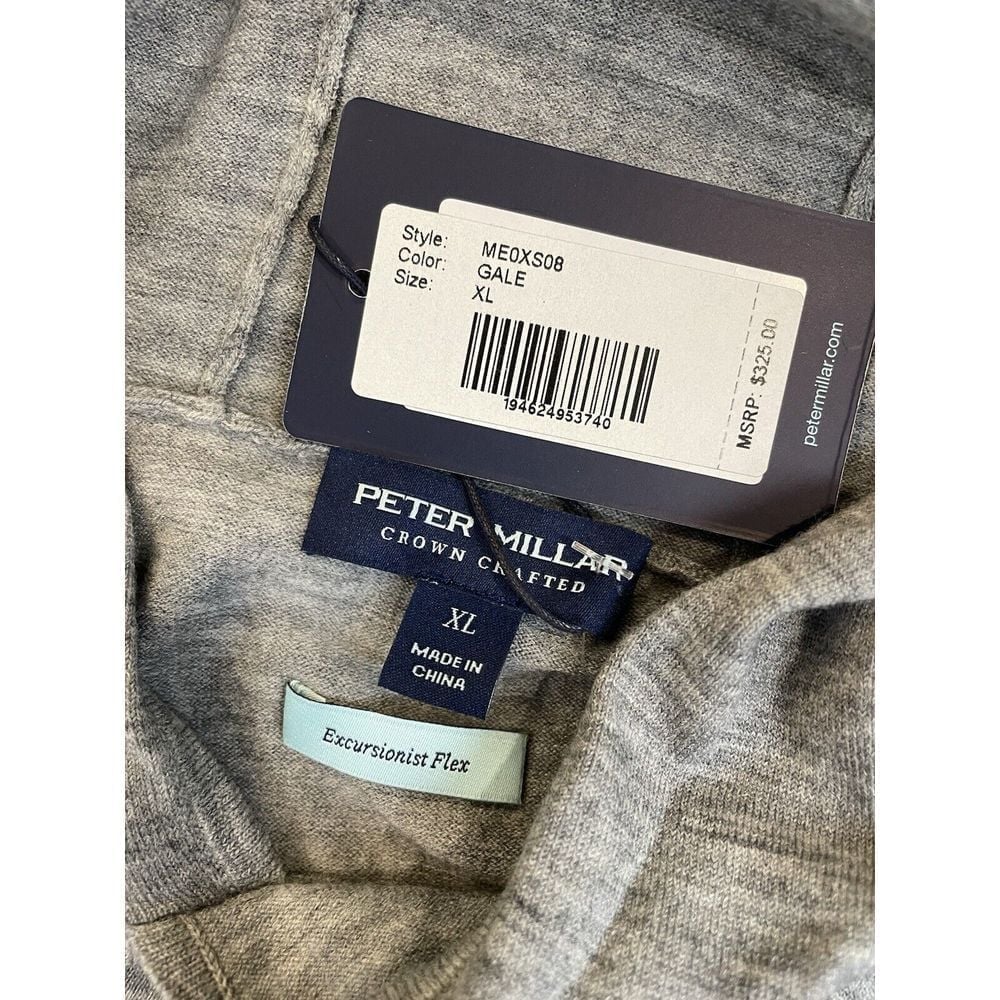 Style: ME0XS08
Color: GALE
Size: XL
194624953740
MSRP: $325.00
petermillar.com
PETER MILLAR
CROWN CRAFTED
XL
MADE IN
CHINA
Excursionist Flex